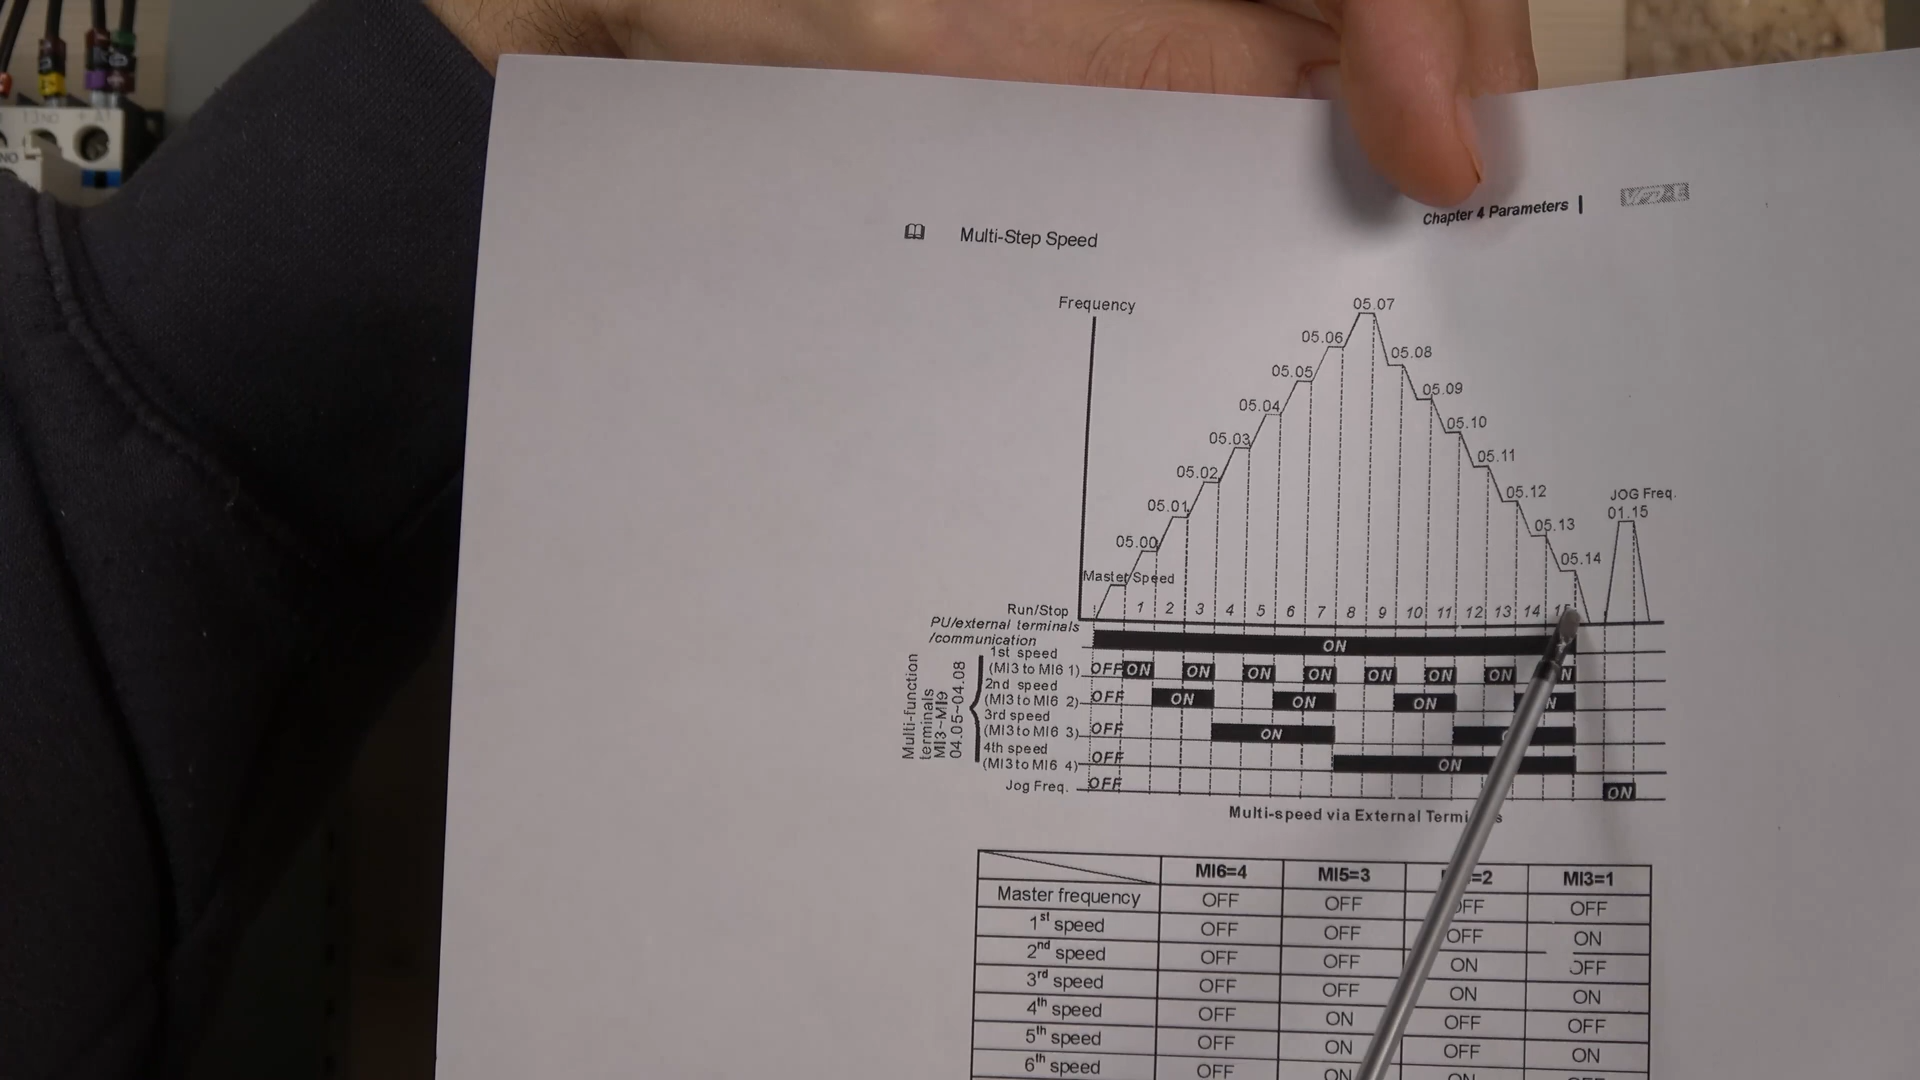 13NO
A1
NO
Chapter 4 Parameters
VFD-E
Multi-Step Speed
Frequency
05.07
05.06
05.08
05.05
05.09
05.04
05.10
05.03
05.11
05.02
05.12
JOG Freq.
01.15
05.01
05.13
05.00
05.14
Master Speed
Run/Stop 1 2 3 4 5 6 7 8 9 10 11 12 13 14
PU/external terminals
/communication ON
Multi-function
terminals
MI3~MI9
04.05~04.08
1st speed
(MI3 to MI6 1) OFF ON ON ON ON ON ON ON
2nd speed
(MI3 to MI6 2) OFF ON ON ON
3rd speed
(MI3 to MI6 3) OFF ON
4th speed
(MI3 to MI6 4) OFF ON
Jog Freq. OFF ON
Multi-speed via External
MI6=4 MI5=3 =2 MI3=1
Master frequency OFF OFF OFF OFF
1st speed OFF OFF OFF ON
2nd speed OFF OFF ON OFF
3rd speed OFF OFF ON ON
4th speed OFF ON OFF OFF
5th speed OFF ON OFF ON
6th speed OFF ON ON